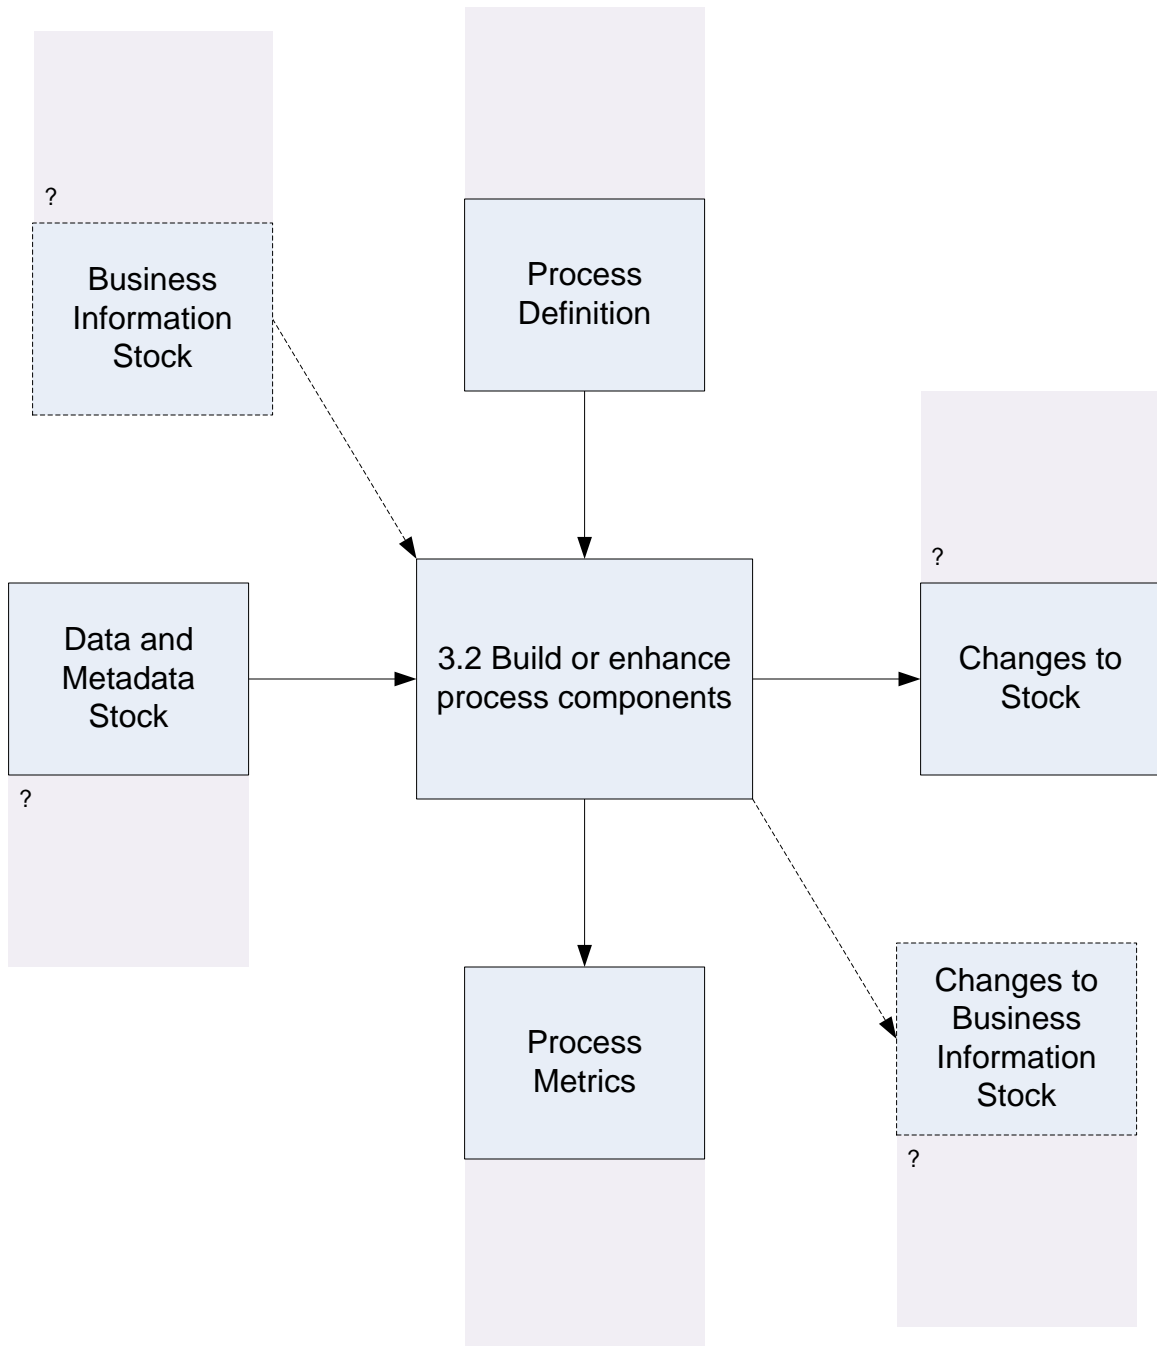 ?
Business
Information
Stock
Process
Definition
?
Data and
Metadata
Stock
3.2 Build or enhance
process components
Changes to
Stock
?
Process
Metrics
Changes to
Business
Information
Stock
?